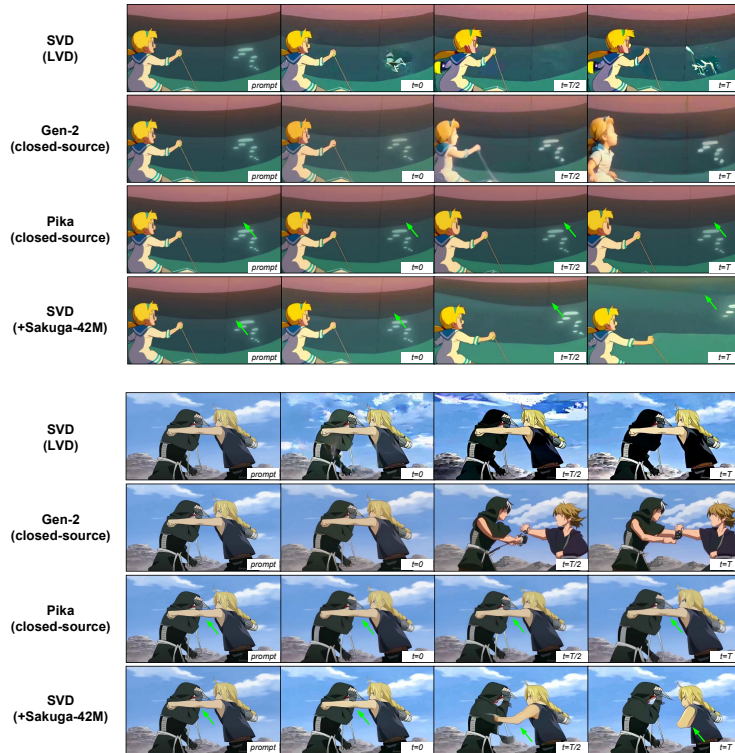 SVD
(LVD)
prompt
t=0
t=T/2
t=T
Gen-2
(closed-source)
prompt
t=0
t=T/2
t=T
Pika
(closed-source)
prompt
t=0
t=T/2
t=T
SVD
(+Sakuga-42M)
prompt
t=0
t=T/2
t=T
SVD
(LVD)
prompt
t=0
t=T/2
t=T
Gen-2
(closed-source)
prompt
t=0
t=T/2
t=T
Pika
(closed-source)
prompt
t=0
t=T/2
t=T
SVD
(+Sakuga-42M)
prompt
t=0
t=T/2
t=T